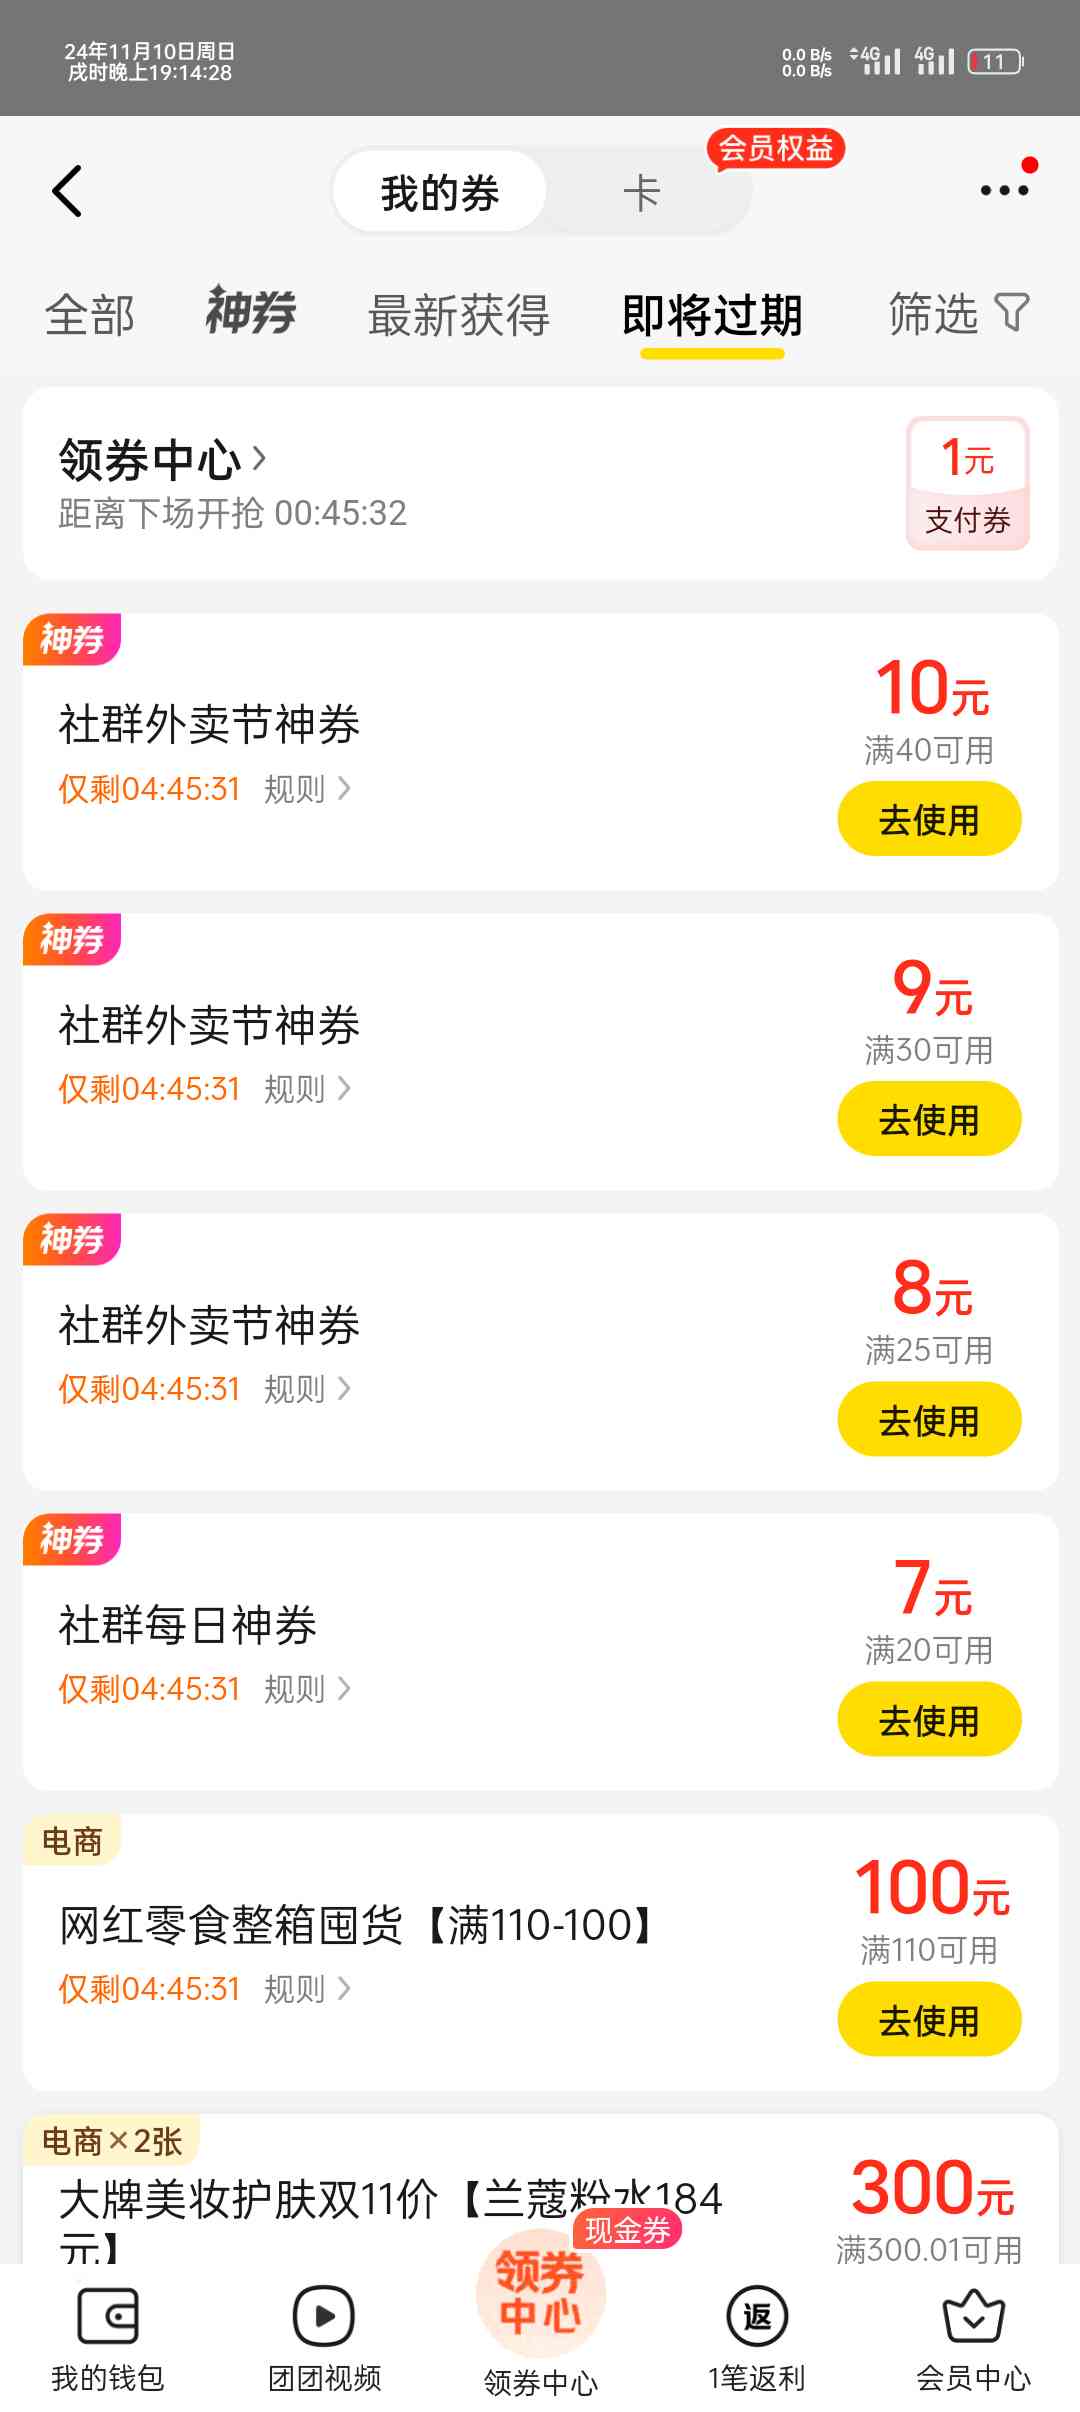 24年11月10日周日
戌时晚上19:14:28
0.0 B/s
0.0 B/s
4G
4G
11
会员权益
我的券
卡
全部
神券
最新获得
即将过期
筛选
领券中心
距离下场开抢 00:45:32
1元
支付券
神券
社群外卖节神券
仅剩04:45:31 规则
10元
满40可用
去使用
神券
社群外卖节神券
仅剩04:45:31 规则
9元
满30可用
去使用
神券
社群外卖节神券
仅剩04:45:31 规则
8元
满25可用
去使用
神券
社群每日神券
仅剩04:45:31 规则
7元
满20可用
去使用
电商
网红零食整箱囤货【满110-100】
仅剩04:45:31 规则
100元
满110可用
去使用
电商×2张
大牌美妆护肤双11价【兰蔻粉水184
元】
300元
满300.01可用
现金券
领券
中心
我的钱包
团团视频
领券中心
返
1笔返利
会员中心